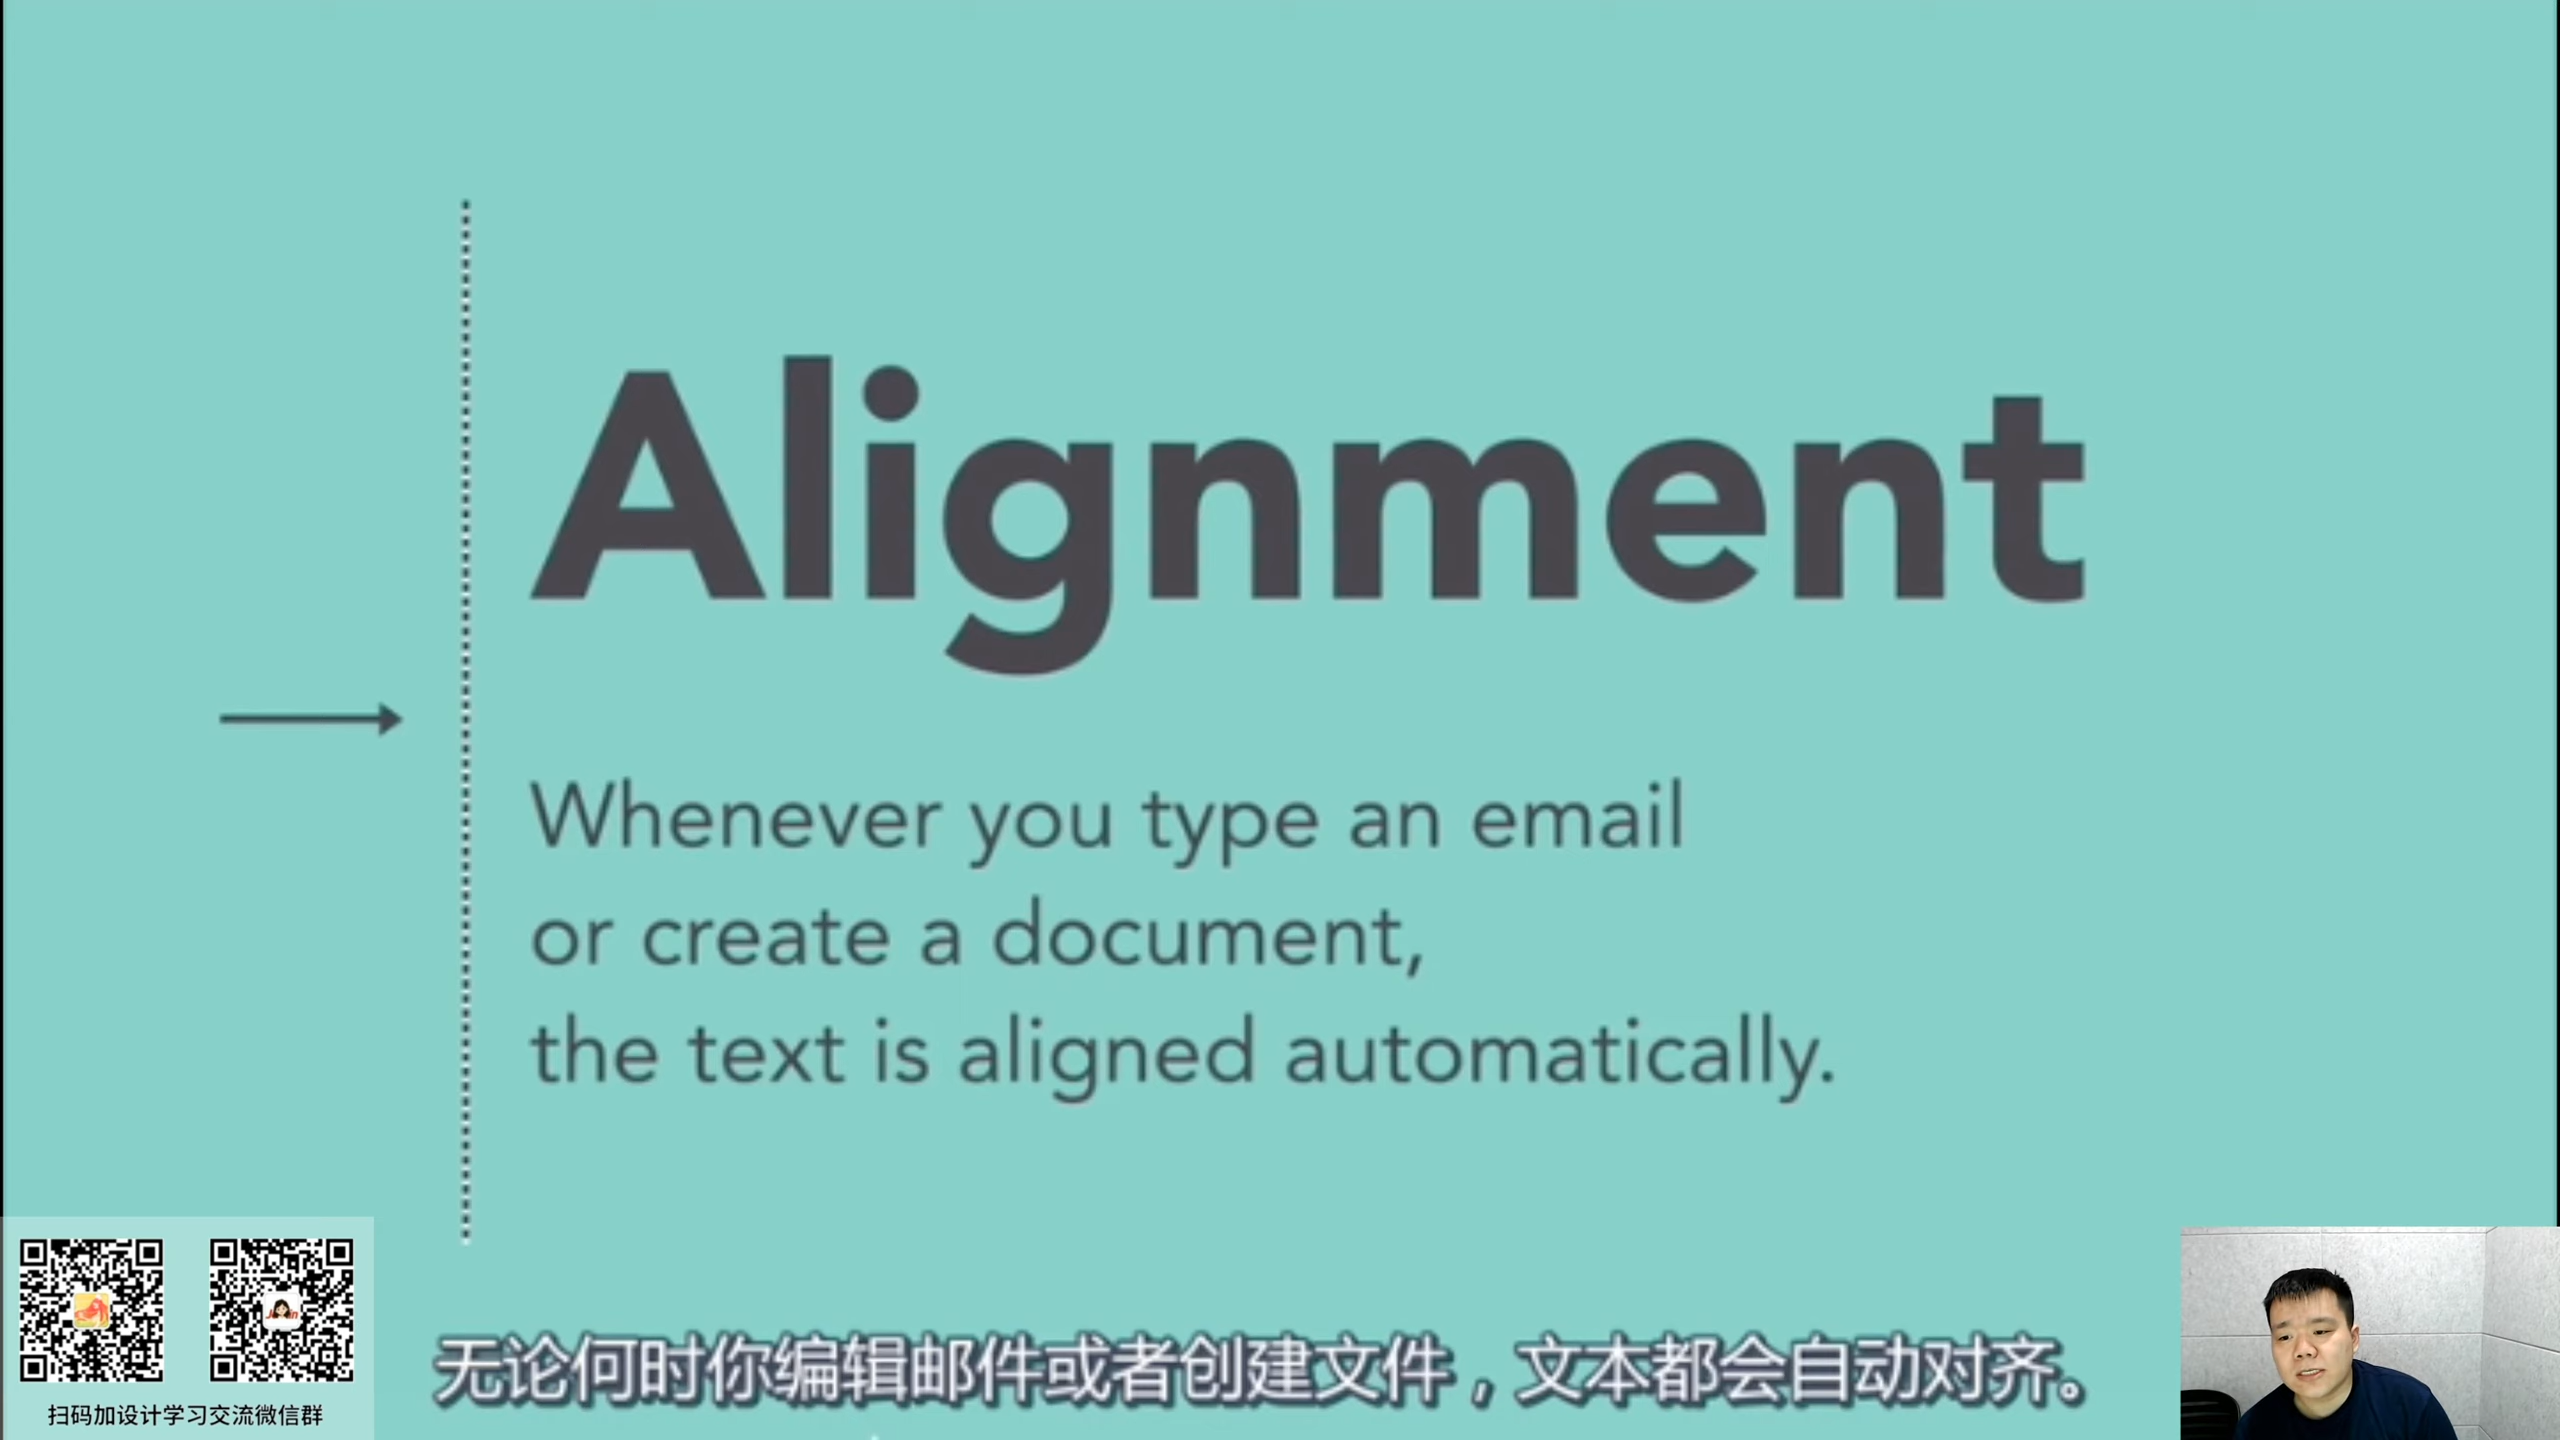 Alignment
Whenever you type an email
or create a document,
the text is aligned automatically.
无论何时你编辑邮件或者创建文件，文本都会自动对齐。
扫码加设计学习交流微信群